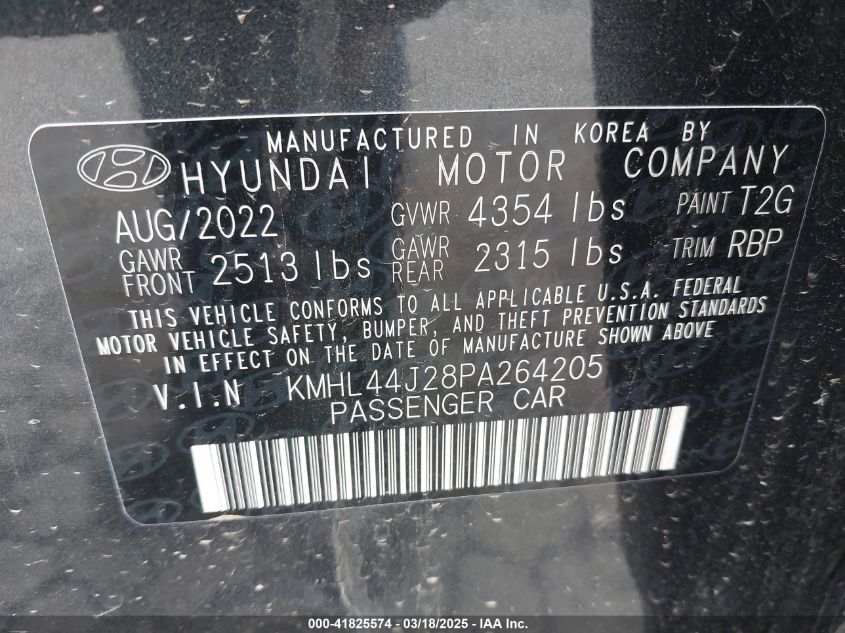 MANUFACTURED IN KOREA BY
HYUNDAI MOTOR COMPANY
AUG/2022 GVWR 4354 lbs PAINT T2G
GAWR FRONT 2513 lbs GAWR REAR 2315 lbs TRIM RBP
THIS VEHICLE CONFORMS TO ALL APPLICABLE U.S.A. FEDERAL
MOTOR VEHICLE SAFETY, BUMPER, AND THEFT PREVENTION STANDARDS
IN EFFECT ON THE DATE OF MANUFACTURE SHOWN ABOVE
V.I.N KMHL44J28PA264205
PASSENGER CAR
000-41825574 - 03/18/2025 - IAA Inc.